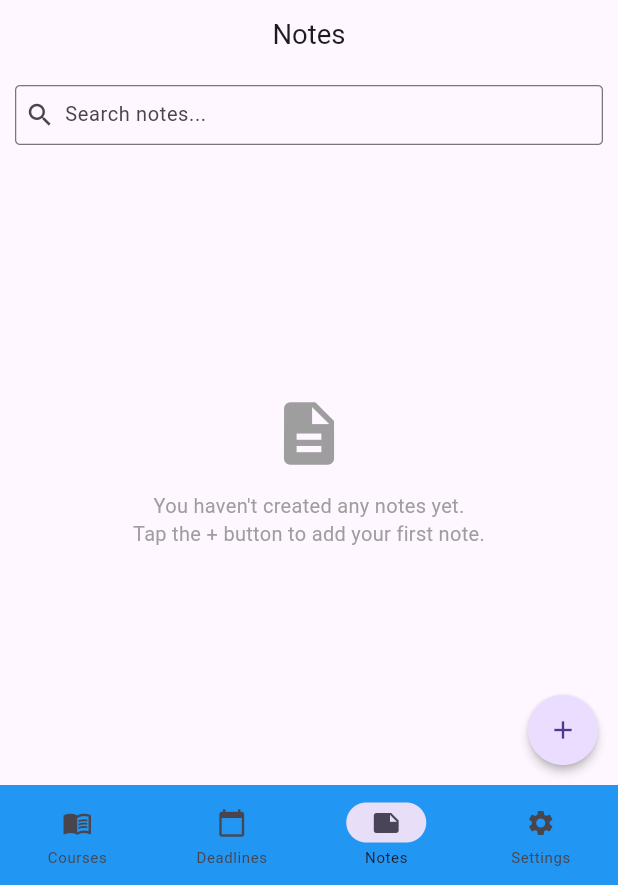 Notes
Search notes...
You haven't created any notes yet.
Tap the + button to add your first note.
Courses
Deadlines
Notes
Settings